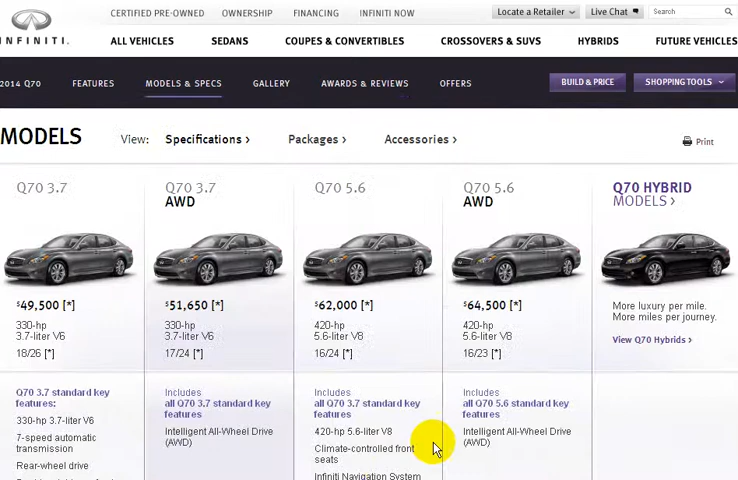 CERTIFIED PRE-OWNED OWNERSHIP FINANCING INFINITI NOW
Locate a Retailer Live Chat Search
INFINITI.
ALL VEHICLES SEDANS COUPES & CONVERTIBLES CROSSOVERS & SUVS HYBRIDS FUTURE VEHICLES
2014 Q70 FEATURES MODELS & SPECS GALLERY AWARDS & REVIEWS OFFERS
BUILD & PRICE SHOPPING TOOLS
MODELS View: Specifications > Packages > Accessories > Print
Q70 3.7
$49,500 [*]
330-hp
3.7-liter V6
18/26 [*]
Q70 3.7 standard key
features:
330-hp 3.7-liter V6
7-speed automatic
transmission
Rear-wheel drive
Q70 3.7
AWD
$51,650 [*]
330-hp
3.7-liter V6
17/24 [*]
Includes
all Q70 3.7 standard key
features
Intelligent All-Wheel Drive
(AWD)
Q70 5.6
$62,000 [*]
420-hp
5.6-liter V8
16/24 [*]
Includes
all Q70 3.7 standard key
features
420-hp 5.6-liter V8
Climate-controlled front
seats
Infiniti Navigation System
Q70 5.6
AWD
$64,500 [*]
420-hp
5.6-liter V8
16/23 [*]
Includes
all Q70 5.6 standard key
features
Intelligent All-Wheel Drive
(AWD)
Q70 HYBRID
MODELS >
More luxury per mile.
More miles per journey.
View Q70 Hybrids >